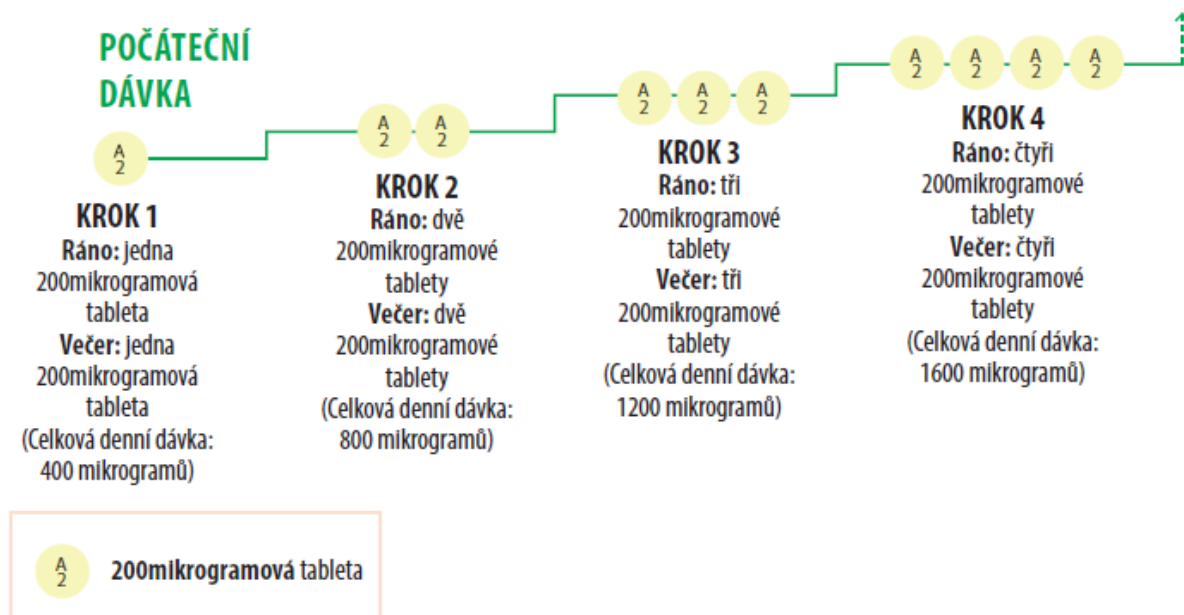 POČÁTEČNÍ
DÁVKA
A
2
KROK 1
Ráno: jedna
200mikrogramová
tableta
Večer: jedna
200mikrogramová
tableta
(Celková denní dávka:
400 mikrogramů)
A A
2 2
KROK 2
Ráno: dvě
200mikrogramové
tablety
Večer: dvě
200mikrogramové
tablety
(Celková denní dávka:
800 mikrogramů)
A A A
2 2 2
KROK 3
Ráno: tři
200mikrogramové
tablety
Večer: tři
200mikrogramové
tablety
(Celková denní dávka:
1200 mikrogramů)
A A A A
2 2 2 2
KROK 4
Ráno: čtyři
200mikrogramové
tablety
Večer: čtyři
200mikrogramové
tablety
(Celková denní dávka:
1600 mikrogramů)
A
2
200mikrogramová tableta